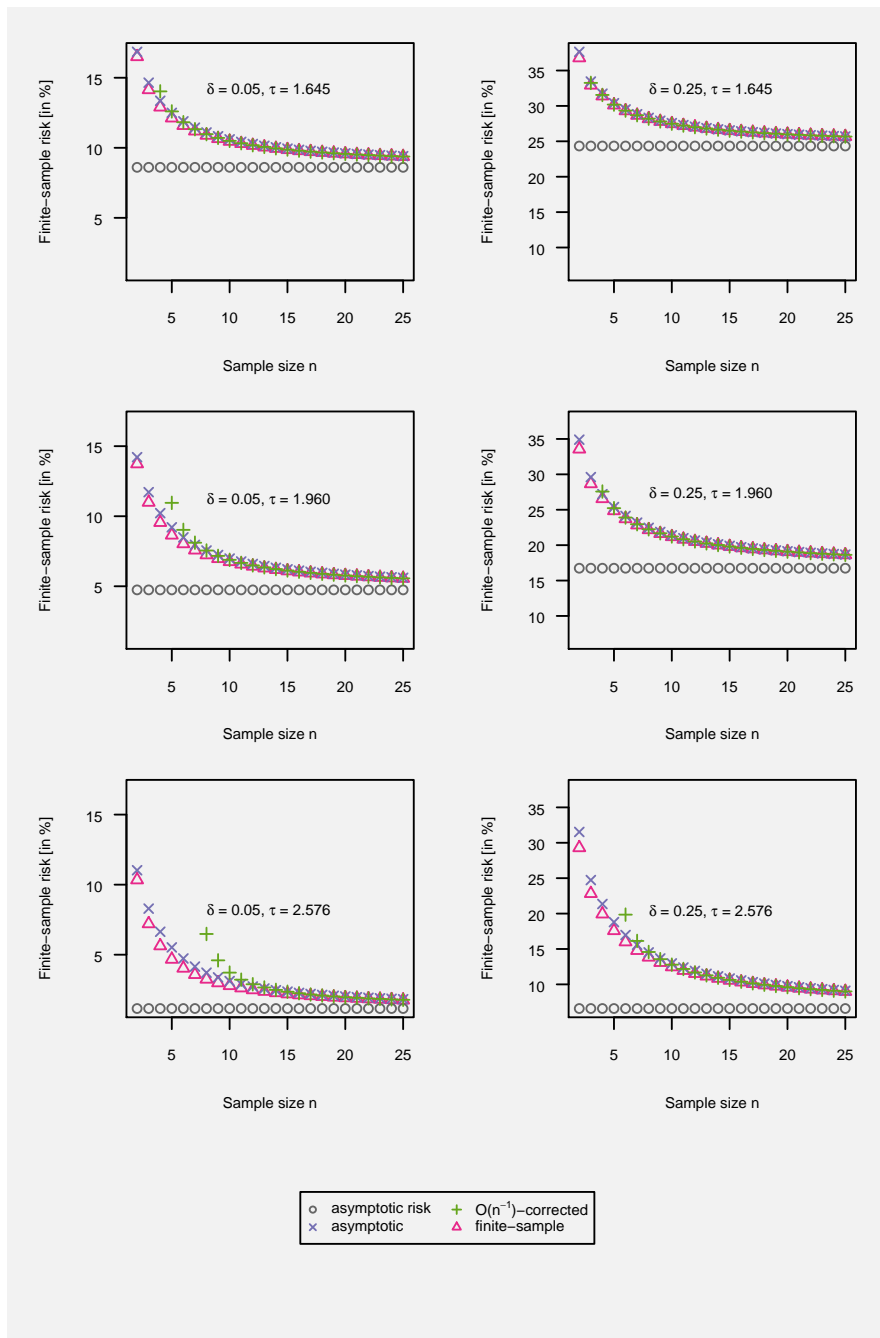 Finite−sample risk [in %]
15
10
5
δ = 0.05, τ = 1.645
5 10 15 20 25
Sample size n
Finite−sample risk [in %]
35
30
25
20
15
10
δ = 0.25, τ = 1.645
5 10 15 20 25
Sample size n
Finite−sample risk [in %]
15
10
5
δ = 0.05, τ = 1.960
5 10 15 20 25
Sample size n
Finite−sample risk [in %]
35
30
25
20
15
10
δ = 0.25, τ = 1.960
5 10 15 20 25
Sample size n
Finite−sample risk [in %]
15
10
5
δ = 0.05, τ = 2.576
5 10 15 20 25
Sample size n
Finite−sample risk [in %]
35
30
25
20
15
10
δ = 0.25, τ = 2.576
5 10 15 20 25
Sample size n
asymptotic risk
asymptotic
O(n⁻¹)−corrected
finite−sample